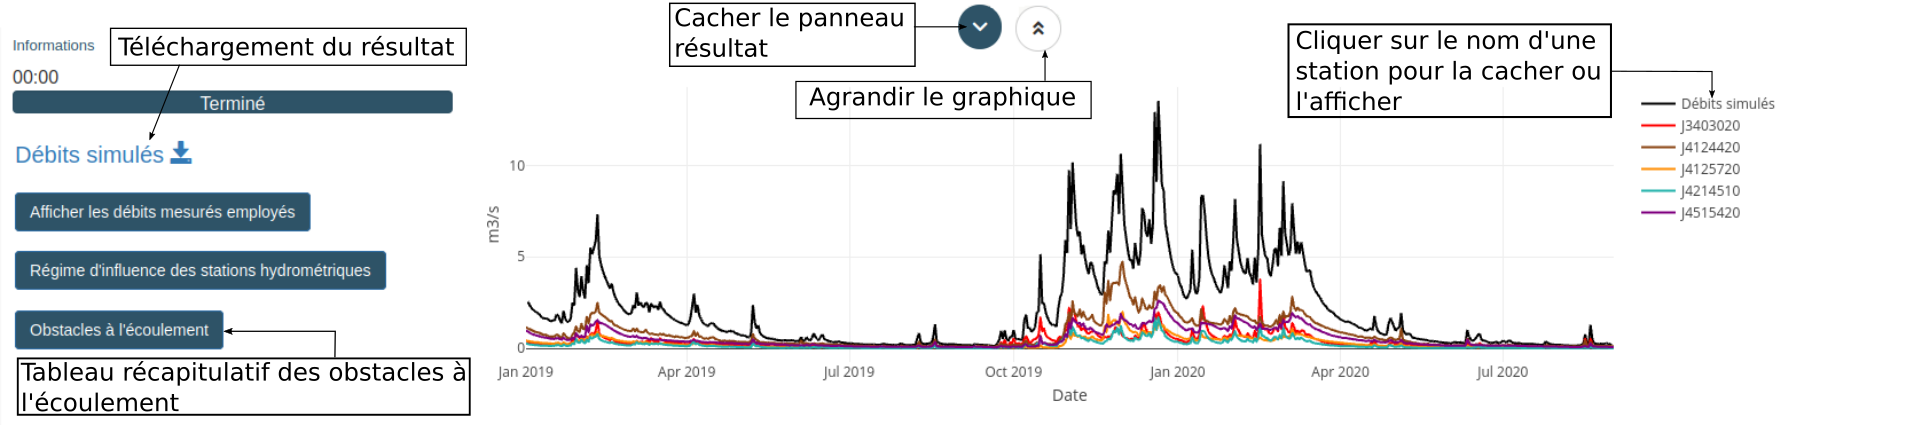 Informations
Téléchargement du résultat
00:00
Terminé
Débits simulés
Afficher les débits mesurés employés
Régime d'influence des stations hydrométriques
Obstacles à l'écoulement
Tableau récapitulatif des obstacles à
l'écoulement
Cacher le panneau
résultat
Agrandir le graphique
Cliquer sur le nom d'une
station pour la cacher ou
l'afficher
m3/s
10
5
0
Jan 2019
Apr 2019
Jul 2019
Oct 2019
Jan 2020
Apr 2020
Jul 2020
Date
Débits simulés
J3403020
J4124420
J4125720
J4214510
J4515420